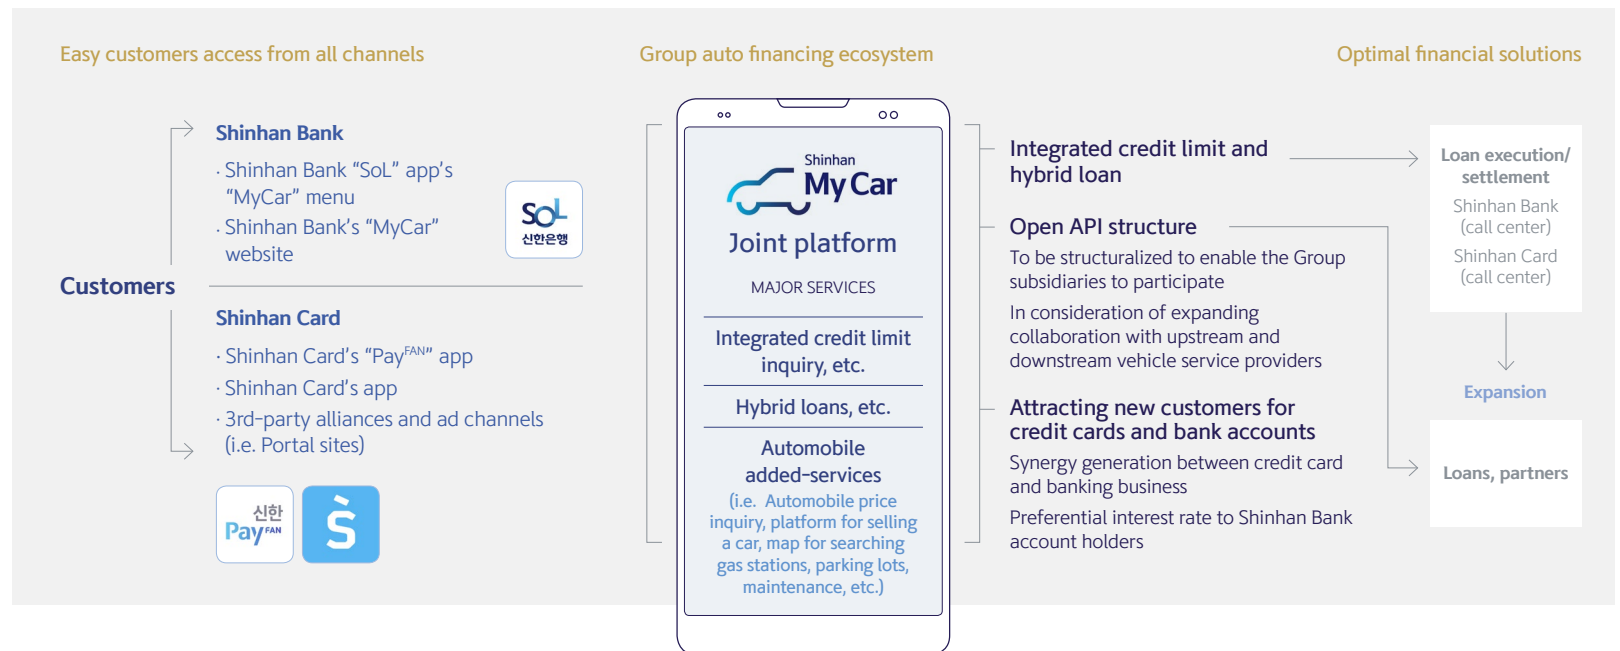 Easy customers access from all channels
Customers
Shinhan Bank
· Shinhan Bank “SoL” app’s
“MyCar” menu
· Shinhan Bank’s “MyCar”
website
SOL
신한은행
Shinhan Card
· Shinhan Card’s “PayFAN” app
· Shinhan Card’s app
· 3rd-party alliances and ad channels
(i.e. Portal sites)
신한
Pay FAN
S
Group auto financing ecosystem
Shinhan
My Car
Joint platform
MAJOR SERVICES
Integrated credit limit
inquiry, etc.
Hybrid loans, etc.
Automobile
added-services
(i.e. Automobile price
inquiry, platform for selling
a car, map for searching
gas stations, parking lots,
maintenance, etc.)
Integrated credit limit and
hybrid loan
Open API structure
To be structuralized to enable the Group
subsidiaries to participate
In consideration of expanding
collaboration with upstream and
downstream vehicle service providers
Attracting new customers for
credit cards and bank accounts
Synergy generation between credit card
and banking business
Preferential interest rate to Shinhan Bank
account holders
Optimal financial solutions
Loan execution/
settlement
Shinhan Bank
(call center)
Shinhan Card
(call center)
Expansion
Loans, partners